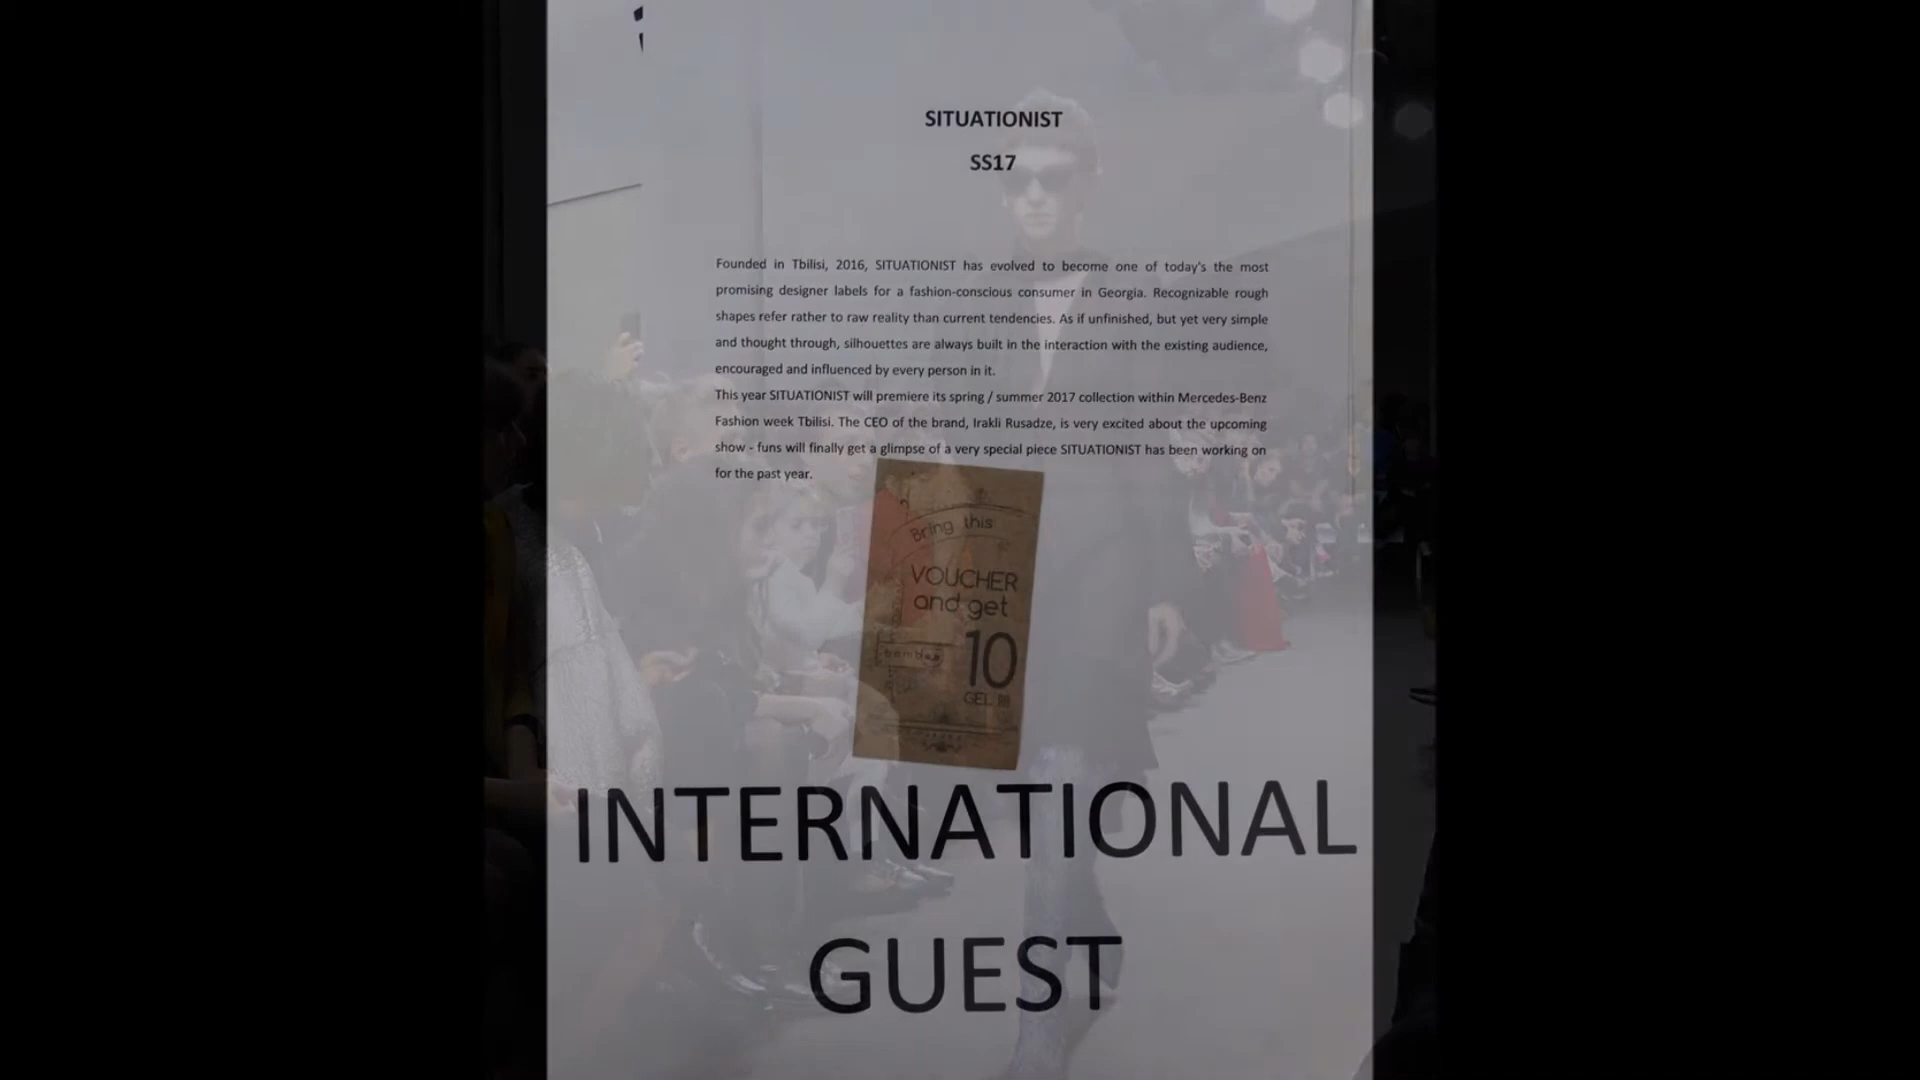 SITUATIONIST
SS17
Founded in Tbilisi, 2016, SITUATIONIST has evolved to become one of today's the most
promising designer labels for a fashion-conscious consumer in Georgia. Recognizable rough
shapes refer rather to raw reality than current tendencies. As if unfinished, but yet very simple
and thought through, silhouettes are always built in the interaction with the existing audience,
encouraged and influenced by every person in it.
This year SITUATIONIST will premiere its spring / summer 2017 collection within Mercedes-Benz
Fashion week Tbilisi. The CEO of the brand, Irakli Rusadze, is very excited about the upcoming
show - funs will finally get a glimpse of a very special piece SITUATIONIST has been working on
for the past year.
Bring this
VOUCHER
and get
10
GEL
INTERNATIONAL
GUEST